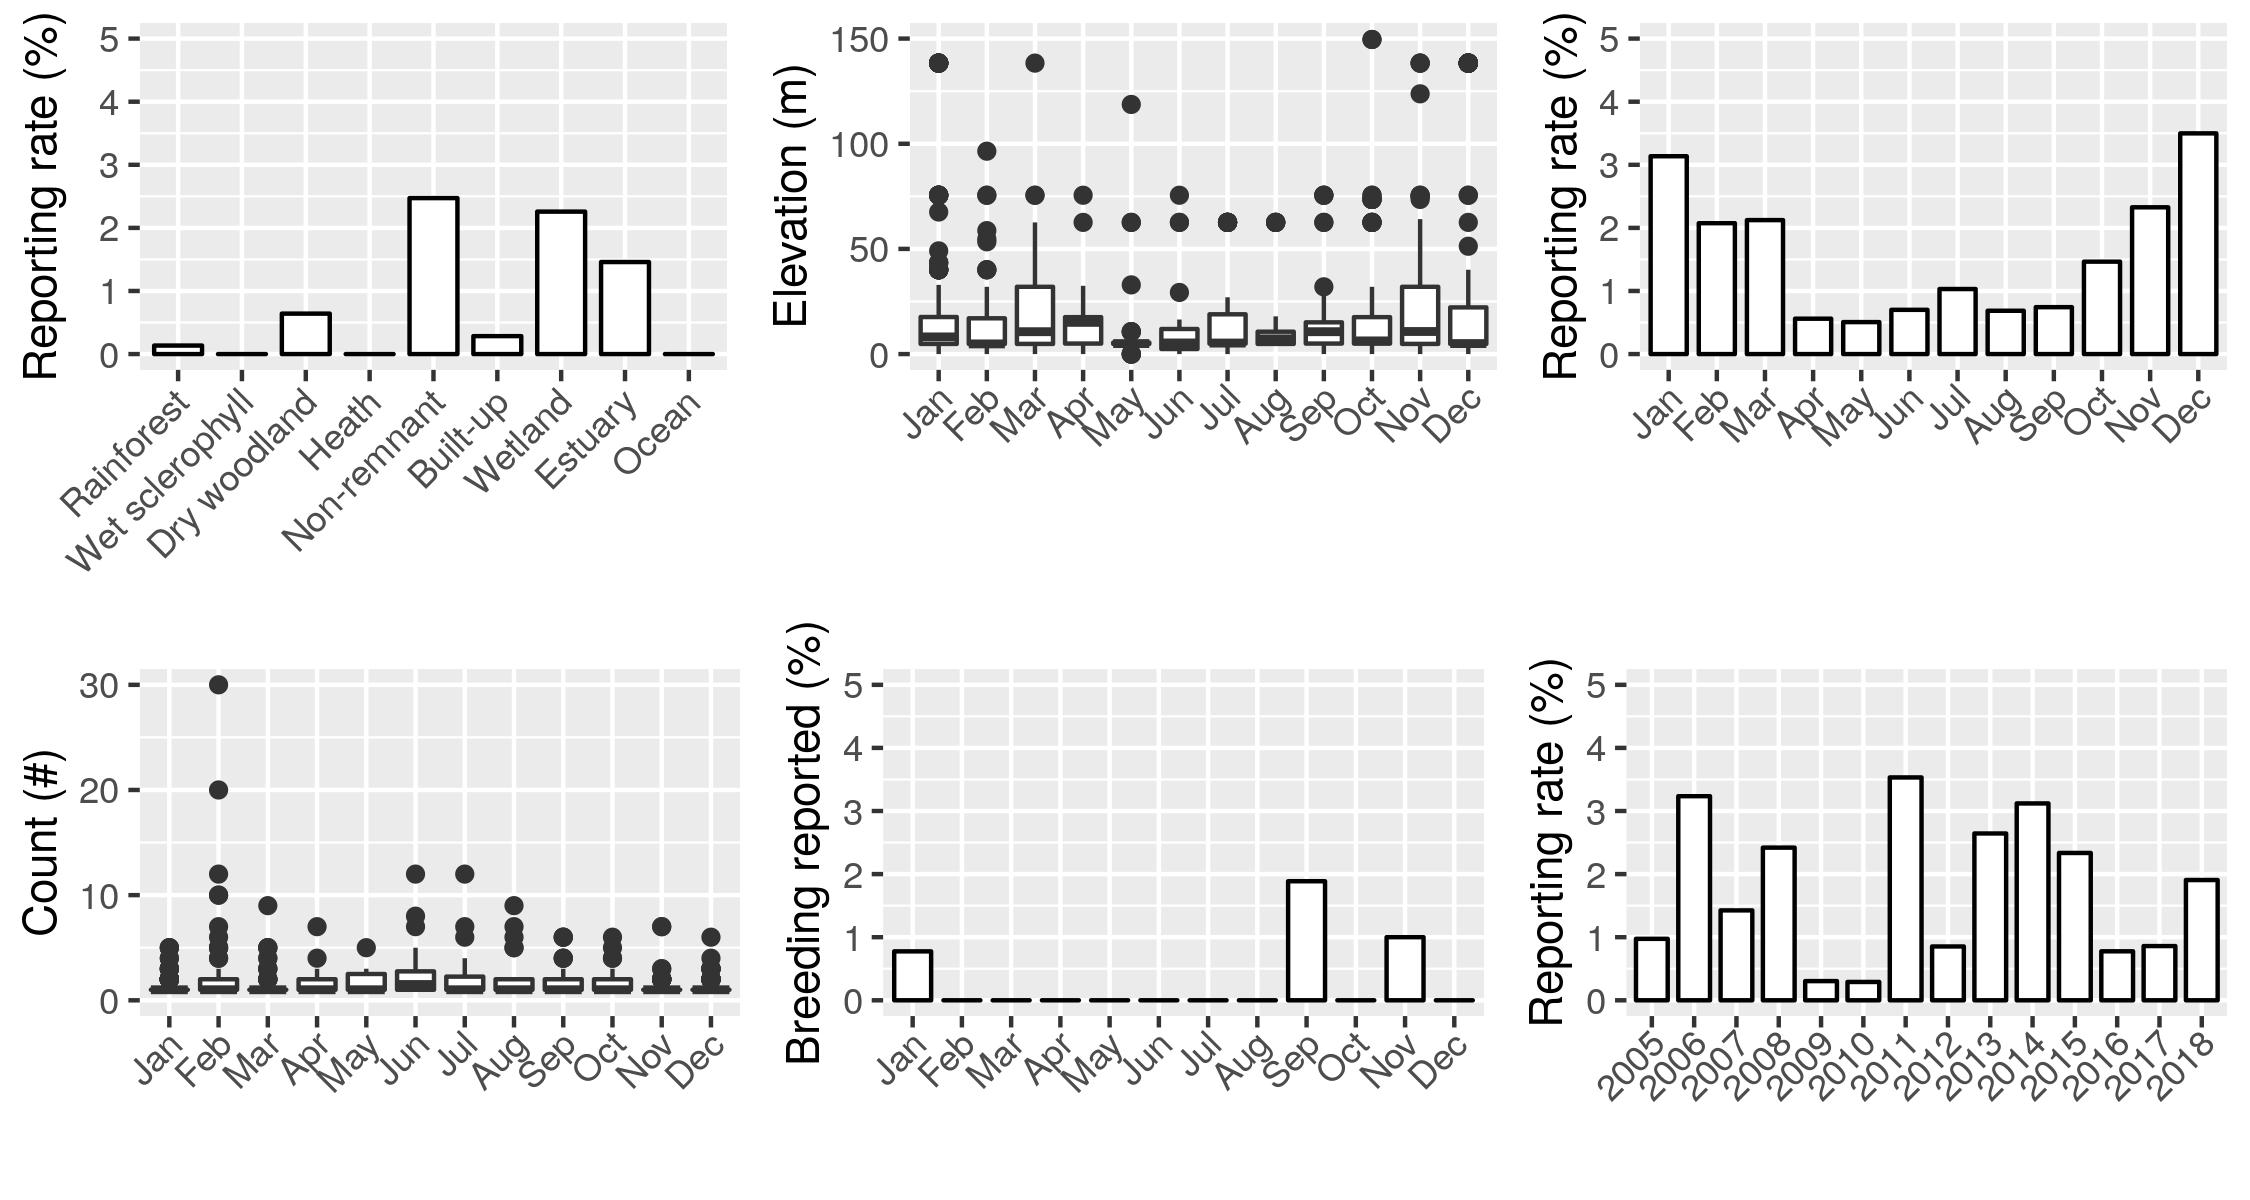 Reporting rate (%)
5
4
3
2
1
0
Rainforest
Wet sclerophyll
Dry woodland
Heath
Non-remnant
Built-up
Wetland
Estuary
Ocean
Elevation (m)
150
100
50
0
Jan
Feb
Mar
Apr
May
Jun
Jul
Aug
Sep
Oct
Nov
Dec
Reporting rate (%)
5
4
3
2
1
0
Jan
Feb
Mar
Apr
May
Jun
Jul
Aug
Sep
Oct
Nov
Dec
Count (#)
30
20
10
0
Jan
Feb
Mar
Apr
May
Jun
Jul
Aug
Sep
Oct
Nov
Dec
Breeding reported (%)
5
4
3
2
1
0
Jan
Feb
Mar
Apr
May
Jun
Jul
Aug
Sep
Oct
Nov
Dec
Reporting rate (%)
5
4
3
2
1
0
2005
2006
2007
2008
2009
2010
2011
2012
2013
2014
2015
2016
2017
2018